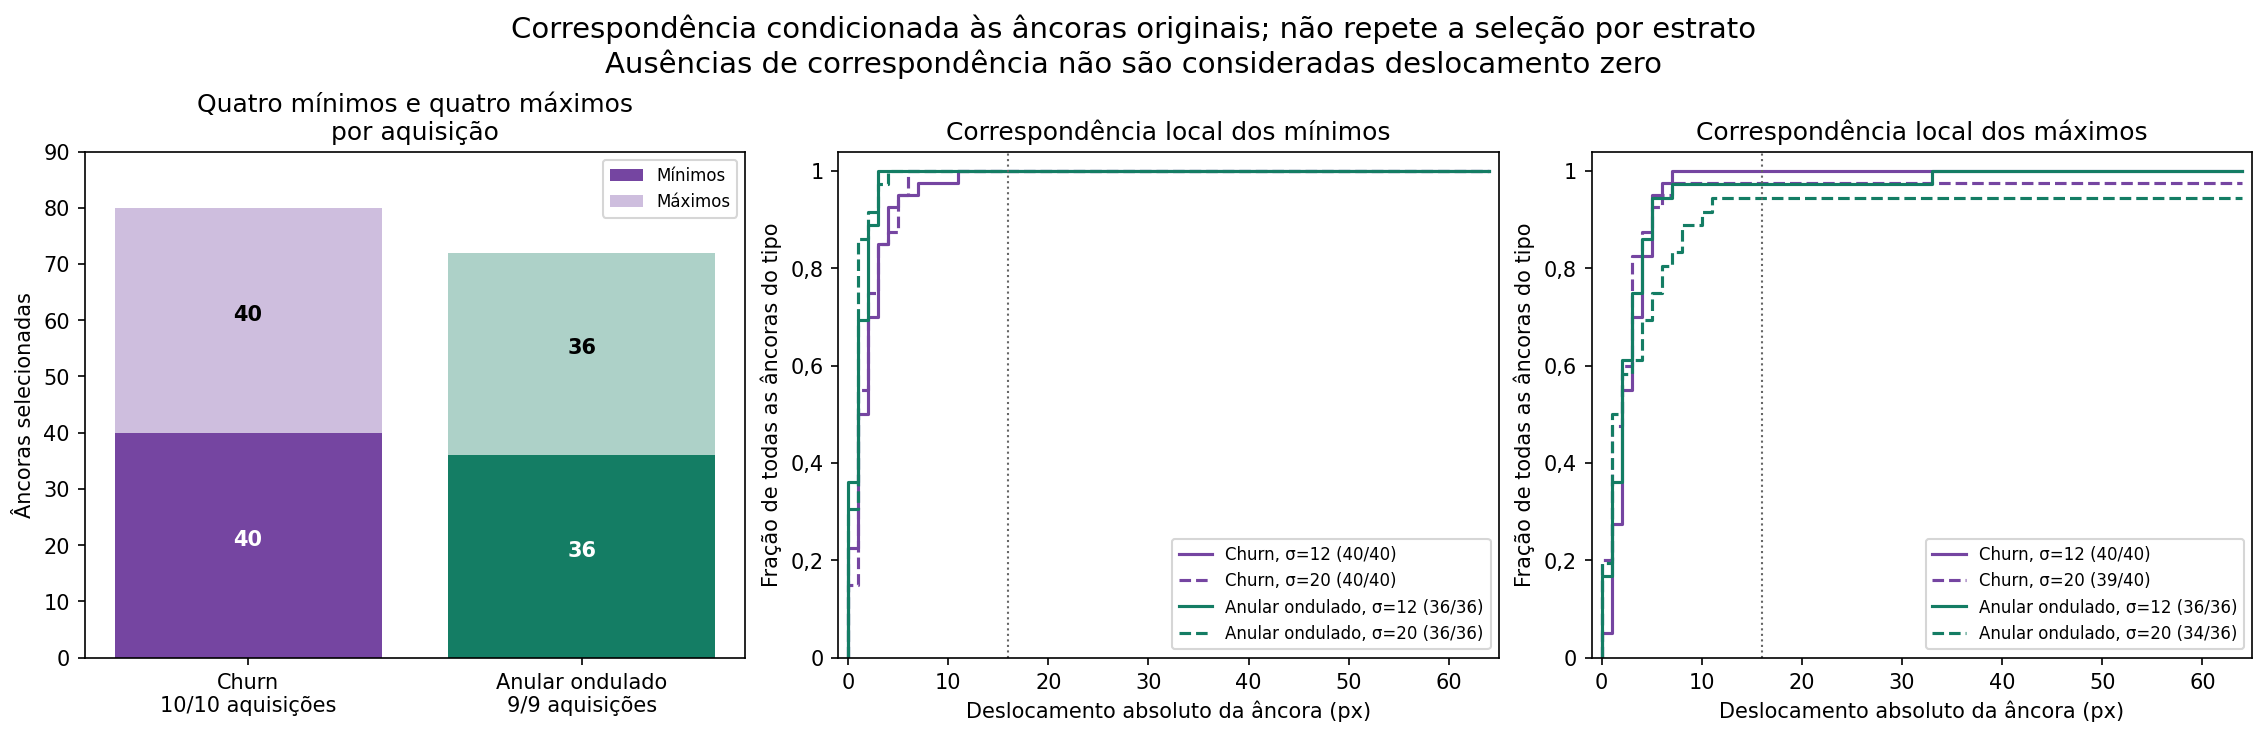 Correspondência condicionada às âncoras originais; não repete a seleção por estrato
Ausências de correspondência não são consideradas deslocamento zero
Quatro mínimos e quatro máximos
por aquisição
Âncoras selecionadas
90
80
70
60
50
40
30
20
10
0
Mínimos
Máximos
40
40
36
36
Churn
10/10 aquisições
Anular ondulado
9/9 aquisições
Correspondência local dos mínimos
Fração de todas as âncoras do tipo
1
0,8
0,6
0,4
0,2
0
Churn, σ=12 (40/40)
Churn, σ=20 (40/40)
Anular ondulado, σ=12 (36/36)
Anular ondulado, σ=20 (36/36)
0 10 20 30 40 50 60
Deslocamento absoluto da âncora (px)
Correspondência local dos máximos
Fração de todas as âncoras do tipo
1
0,8
0,6
0,4
0,2
0
Churn, σ=12 (40/40)
Churn, σ=20 (39/40)
Anular ondulado, σ=12 (36/36)
Anular ondulado, σ=20 (34/36)
0 10 20 30 40 50 60
Deslocamento absoluto da âncora (px)